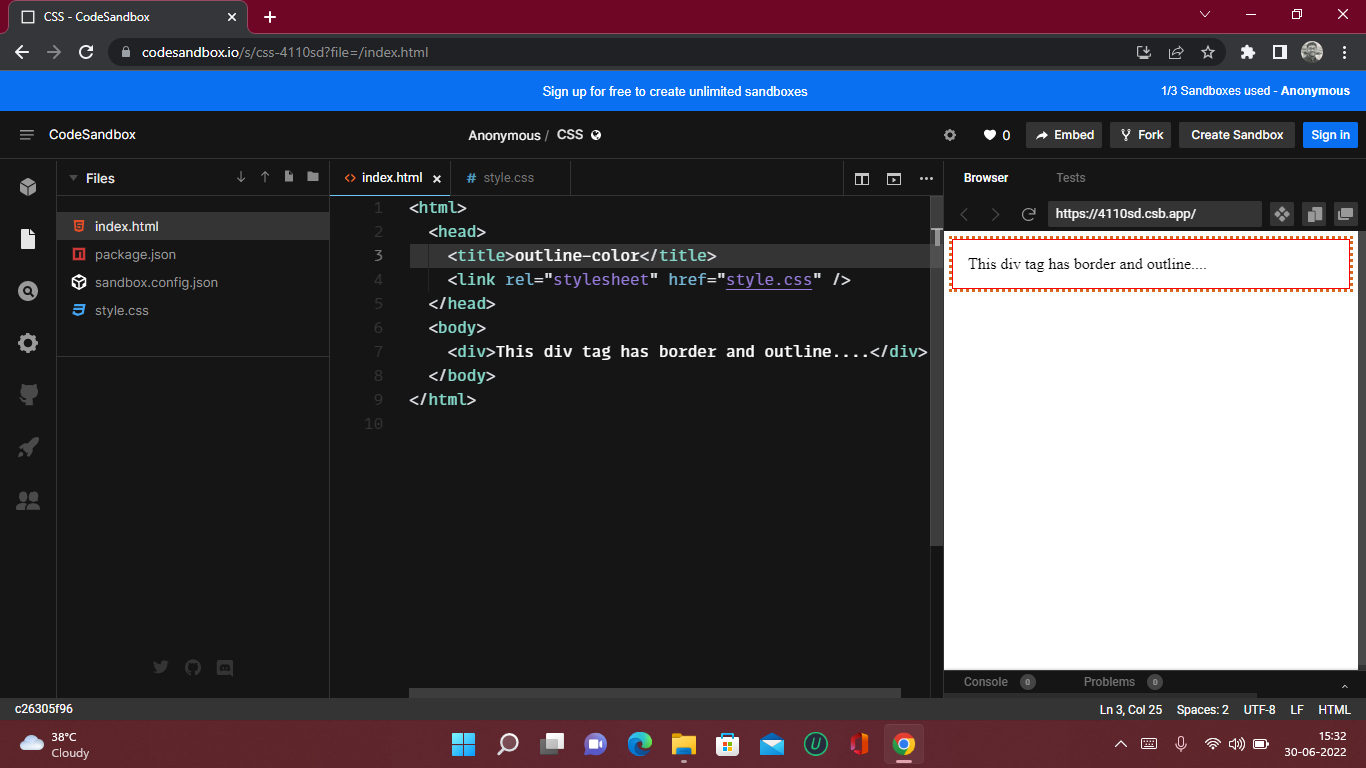 CSS - CodeSandbox
codesandbox.io/s/css-4110sd?file=/index.html
Sign up for free to create unlimited sandboxes
1/3 Sandboxes used - Anonymous
CodeSandbox
Anonymous / CSS
0
Embed
Fork
Create Sandbox
Sign in
Files
index.html
package.json
sandbox.config.json
style.css
index.html
style.css
1 <html>
2 <head>
3 <title>outline-color</title>
4 <link rel="stylesheet" href="style.css" />
5 </head>
6 <body>
7 <div>This div tag has border and outline....</div>
8 </body>
9 </html>
10
Browser
Tests
https://4110sd.csb.app/
This div tag has border and outline....
Console 0
Problems 0
c26305f96
Ln 3, Col 25
Spaces: 2
UTF-8
LF
HTML
38°C
Cloudy
15:32
30-06-2022